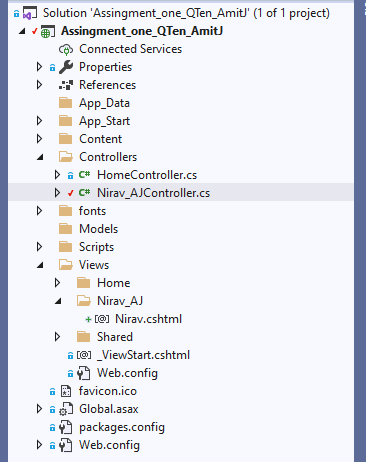 Solution 'Assingment_one_QTen_AmitJ' (1 of 1 project)
Assingment_one_QTen_AmitJ
Connected Services
Properties
References
App_Data
App_Start
Content
Controllers
C# HomeController.cs
C# Nirav_AJController.cs
fonts
Models
Scripts
Views
Home
Nirav_AJ
[@] Nirav.cshtml
Shared
[@] _ViewStart.cshtml
Web.config
favicon.ico
Global.asax
packages.config
Web.config